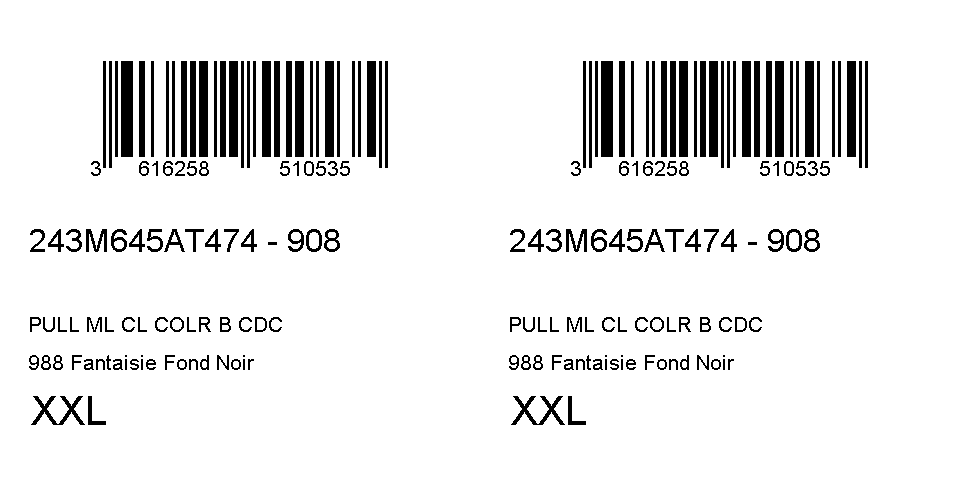 3 616258 510535
243M645AT474 - 908
PULL ML CL COLR B CDC
988 Fantaisie Fond Noir
XXL
3 616258 510535
243M645AT474 - 908
PULL ML CL COLR B CDC
988 Fantaisie Fond Noir
XXL